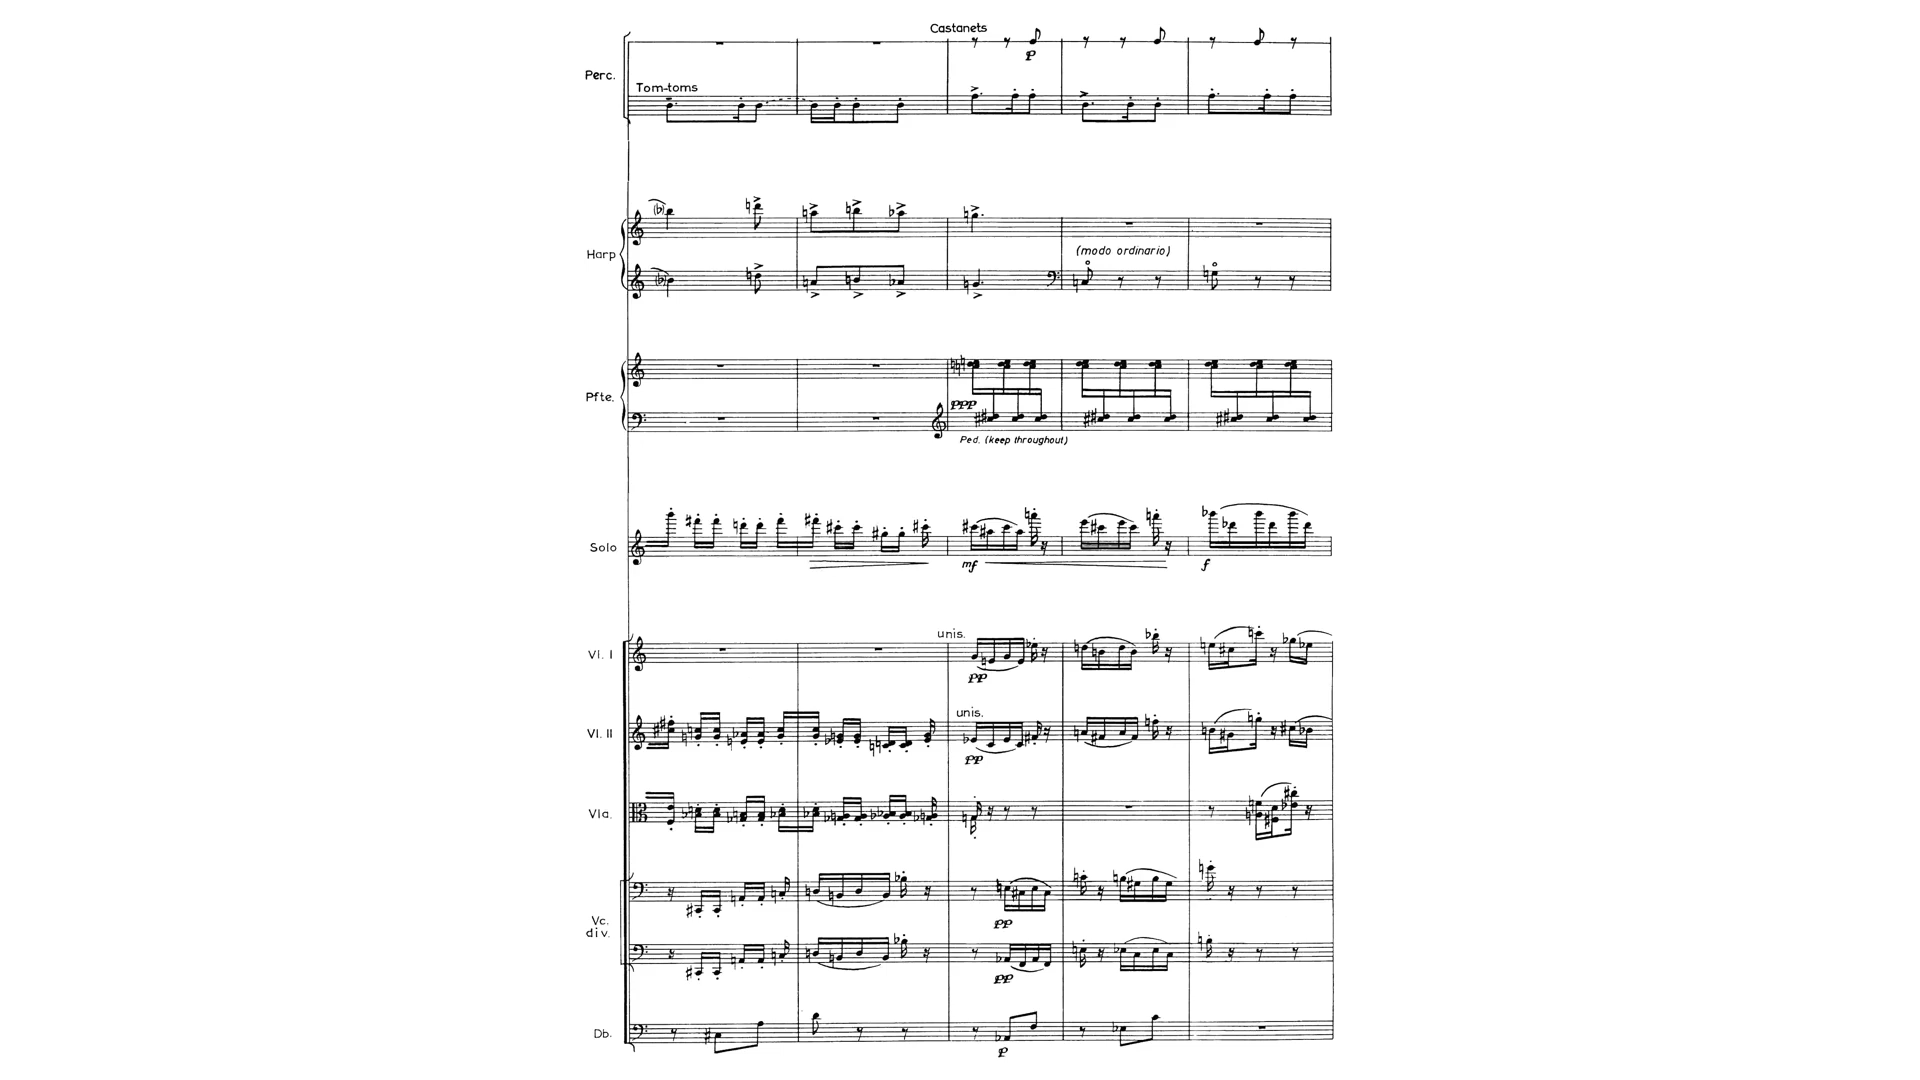 Castanets
p
Perc.
Tom-toms
Harp
(modo ordinario)
Pfte.
ppp
Ped. (keep throughout)
Solo
mf
f
unis.
Vl. I
pp
unis.
Vl. II
pp
Vla.
pp
Vc.
div.
pp
Db.
p